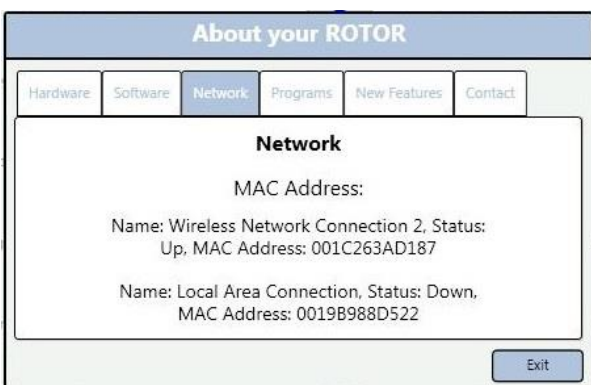 About your ROTOR
Hardware Software Network Programs New Features Contact
Network
MAC Address:
Name: Wireless Network Connection 2, Status:
Up, MAC Address: 001C263AD187
Name: Local Area Connection, Status: Down,
MAC Address: 0019B988D522
Exit